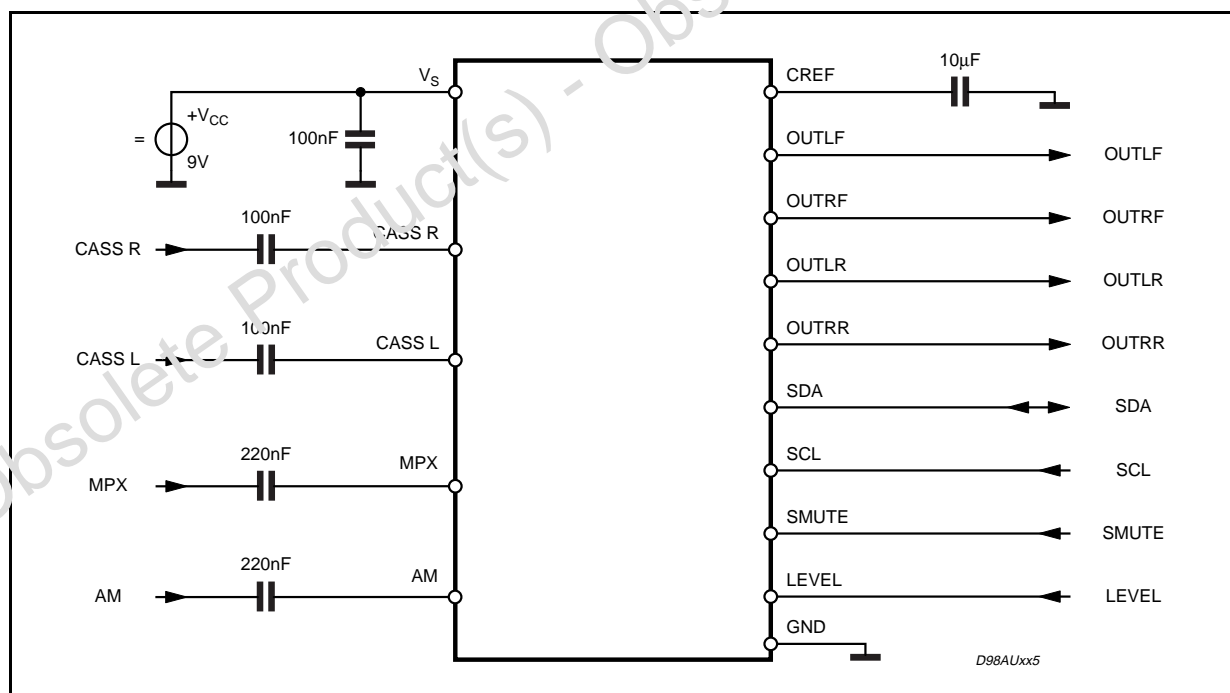 Obsolete Product(s) - Obs
V_S
+V_CC
=
9V
100nF
100nF
CASS R
CASS R
100nF
CASS L
CASS L
220nF
MPX
MPX
220nF
AM
AM
CREF
10μF
OUTLF
OUTLF
OUTRF
OUTRF
OUTLR
OUTLR
OUTRR
OUTRR
SDA
SDA
SCL
SCL
SMUTE
SMUTE
LEVEL
LEVEL
GND
D98AUxx5